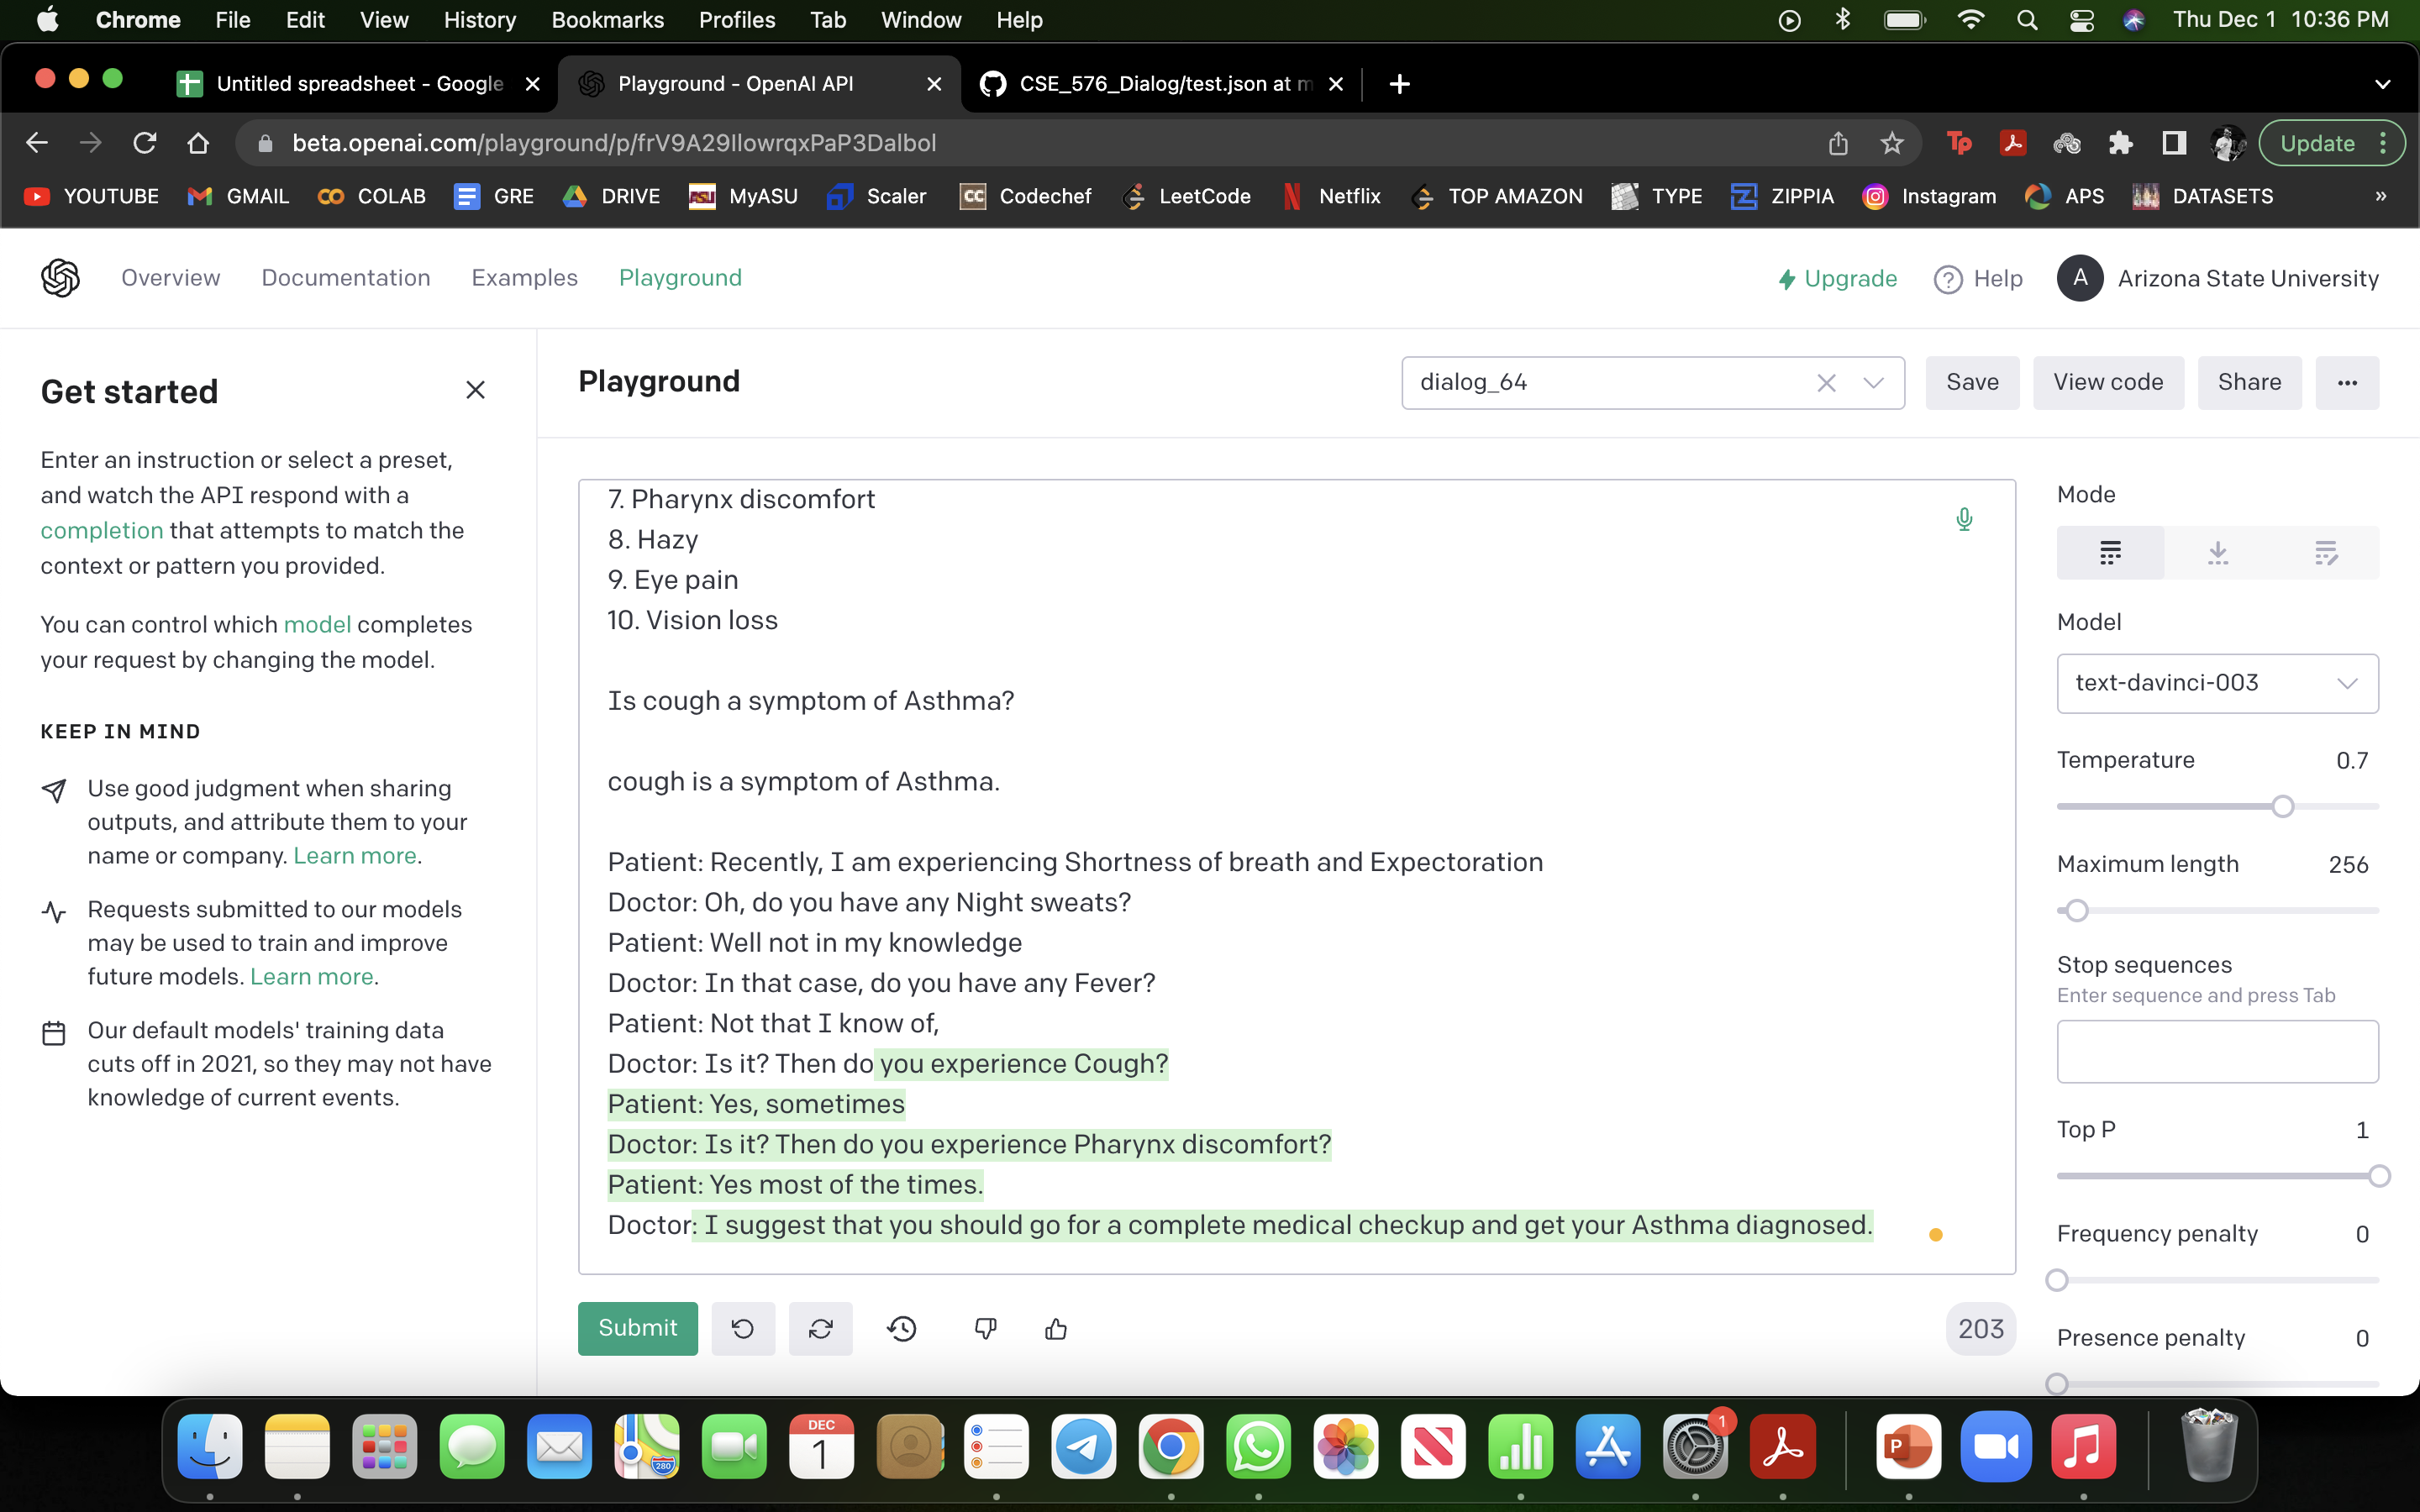 Chrome File Edit View History Bookmarks Profiles Tab Window Help Thu Dec 1 10:36 PM
Untitled spreadsheet - Google Playground - OpenAI API CSE_576_Dialog/test.json at m
beta.openai.com/playground/p/frV9A29IlowrqxPaP3Dalbol Tp Update
YOUTUBE GMAIL COLAB GRE DRIVE MyASU Scaler CC Codechef LeetCode Netflix TOP AMAZON TYPE ZIPPIA Instagram APS DATASETS »
Overview Documentation Examples Playground Upgrade Help A Arizona State University
Get started
Enter an instruction or select a preset,
and watch the API respond with a
completion that attempts to match the
context or pattern you provided.
You can control which model completes
your request by changing the model.
KEEP IN MIND
Use good judgment when sharing
outputs, and attribute them to your
name or company. Learn more.
Requests submitted to our models
may be used to train and improve
future models. Learn more.
Our default models' training data
cuts off in 2021, so they may not have
knowledge of current events.
Playground dialog_64 Save View code Share ...
7. Pharynx discomfort
8. Hazy
9. Eye pain
10. Vision loss
Is cough a symptom of Asthma?
cough is a symptom of Asthma.
Patient: Recently, I am experiencing Shortness of breath and Expectoration
Doctor: Oh, do you have any Night sweats?
Patient: Well not in my knowledge
Doctor: In that case, do you have any Fever?
Patient: Not that I know of,
Doctor: Is it? Then do you experience Cough?
Patient: Yes, sometimes
Doctor: Is it? Then do you experience Pharynx discomfort?
Patient: Yes most of the times.
Doctor: I suggest that you should go for a complete medical checkup and get your Asthma diagnosed.
Submit 203
Mode
Model
text-davinci-003
Temperature 0.7
Maximum length 256
Stop sequences
Enter sequence and press Tab
Top P 1
Frequency penalty 0
Presence penalty 0
280 DEC 1 1 P